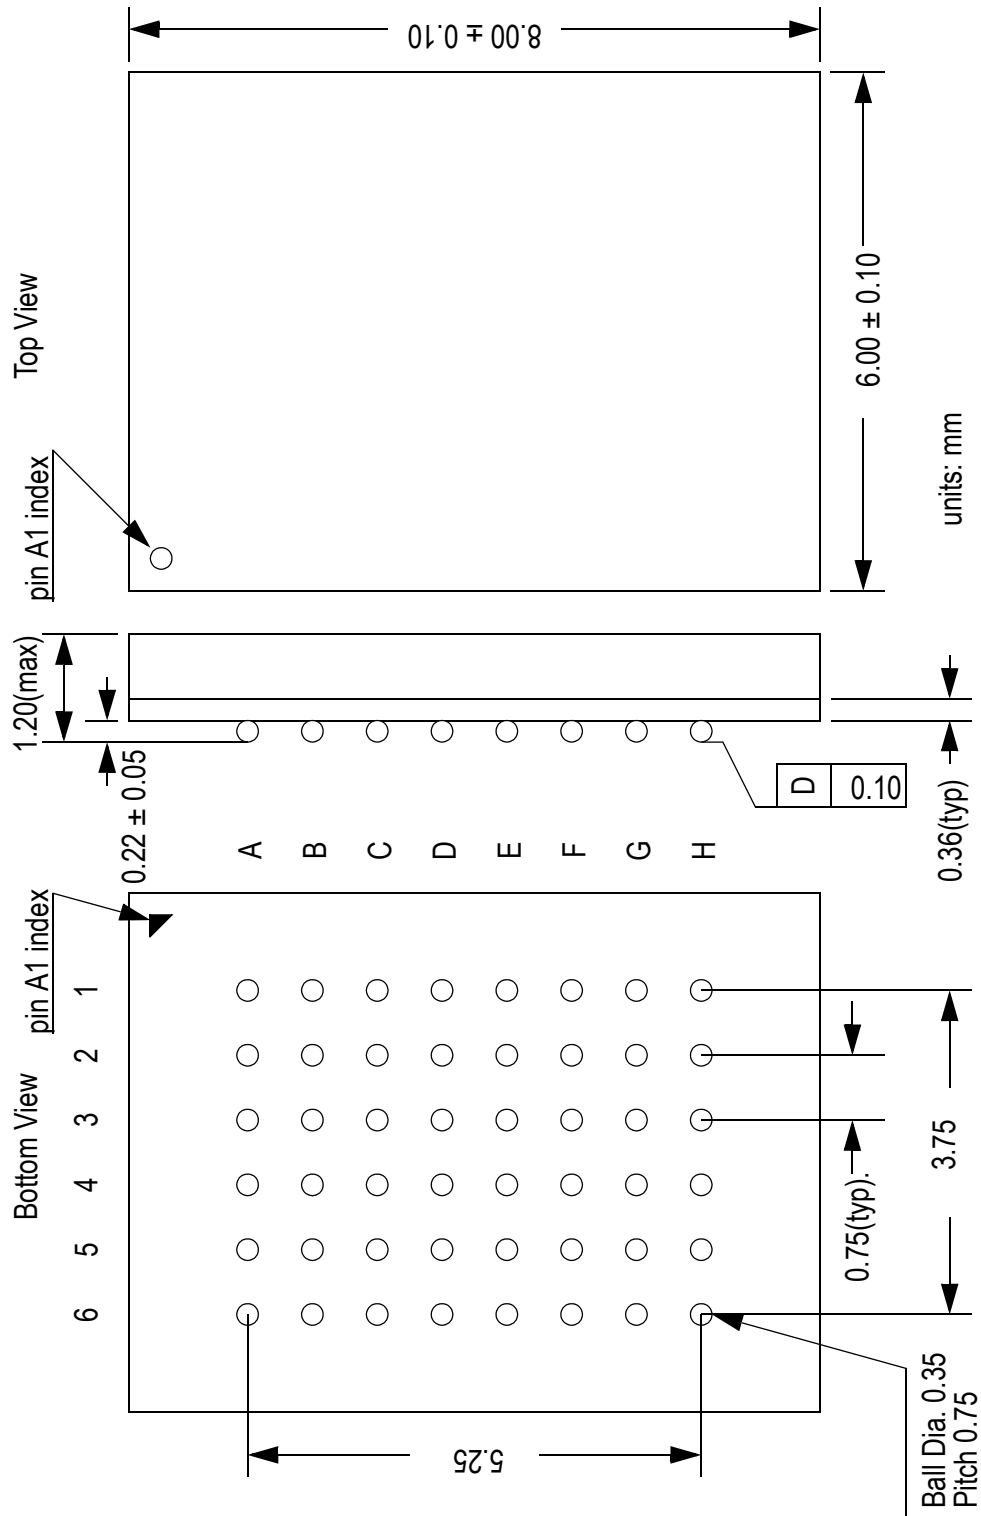 Top View
pin A1 index
8.00 ± 0.10
6.00 ± 0.10
units: mm
1.20(max)
0.22 ± 0.05
D 0.10
0.36(typ)
Bottom View
pin A1 index
6 5 4 3 2 1
A
B
C
D
E
F
G
H
5.25
0.75(typ).
3.75
Ball Dia. 0.35
Pitch 0.75